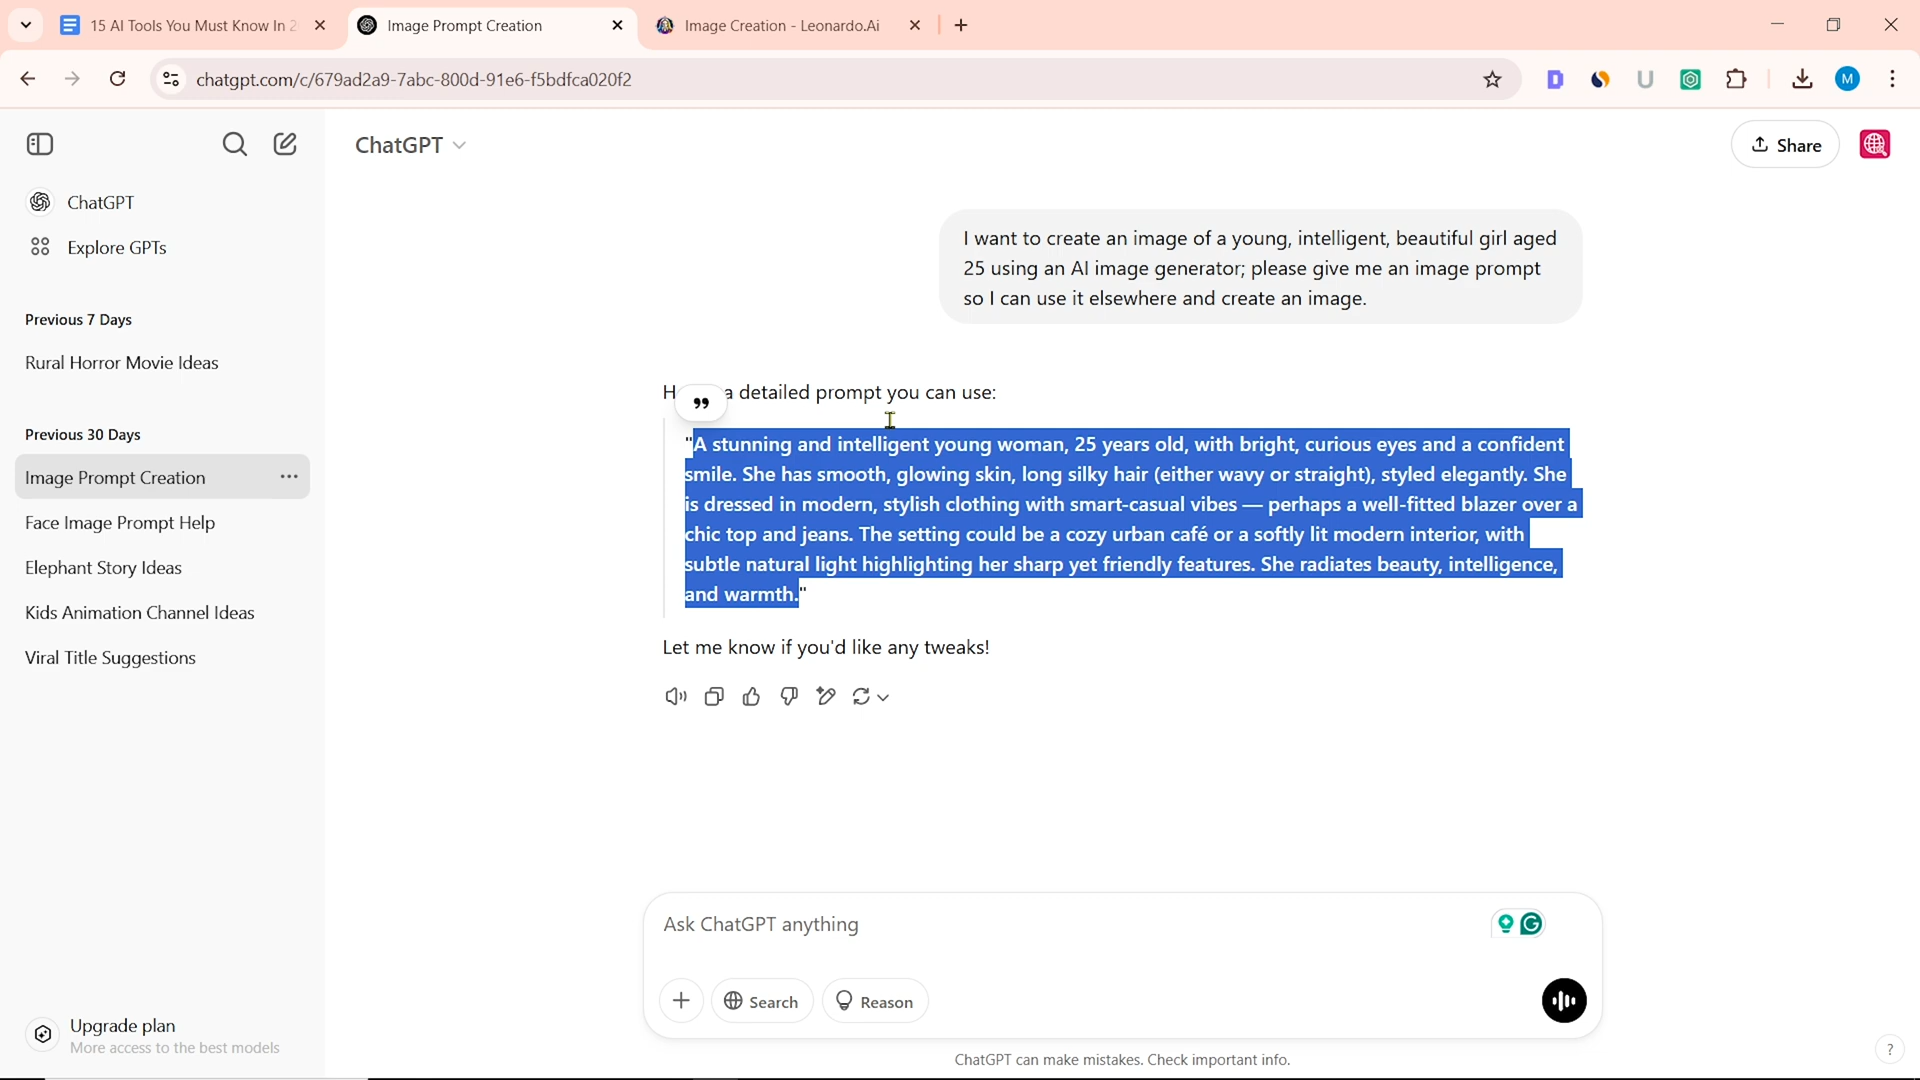 15 AI Tools You Must Know In 2
Image Prompt Creation
Image Creation - Leonardo.Ai
chatgpt.com/c/679ad2a9-7abc-800d-91e6-f5bdfca020f2
M
ChatGPT
Share
ChatGPT
Explore GPTs
Previous 7 Days
Rural Horror Movie Ideas
Previous 30 Days
Image Prompt Creation
Face Image Prompt Help
Elephant Story Ideas
Kids Animation Channel Ideas
Viral Title Suggestions
Upgrade plan
More access to the best models
I want to create an image of a young, intelligent, beautiful girl aged
25 using an AI image generator; please give me an image prompt
so I can use it elsewhere and create an image.
a detailed prompt you can use:
"A stunning and intelligent young woman, 25 years old, with bright, curious eyes and a confident
smile. She has smooth, glowing skin, long silky hair (either wavy or straight), styled elegantly. She
is dressed in modern, stylish clothing with smart-casual vibes — perhaps a well-fitted blazer over a
chic top and jeans. The setting could be a cozy urban café or a softly lit modern interior, with
subtle natural light highlighting her sharp yet friendly features. She radiates beauty, intelligence,
and warmth."
Let me know if you'd like any tweaks!
Ask ChatGPT anything
Search
Reason
ChatGPT can make mistakes. Check important info.
?